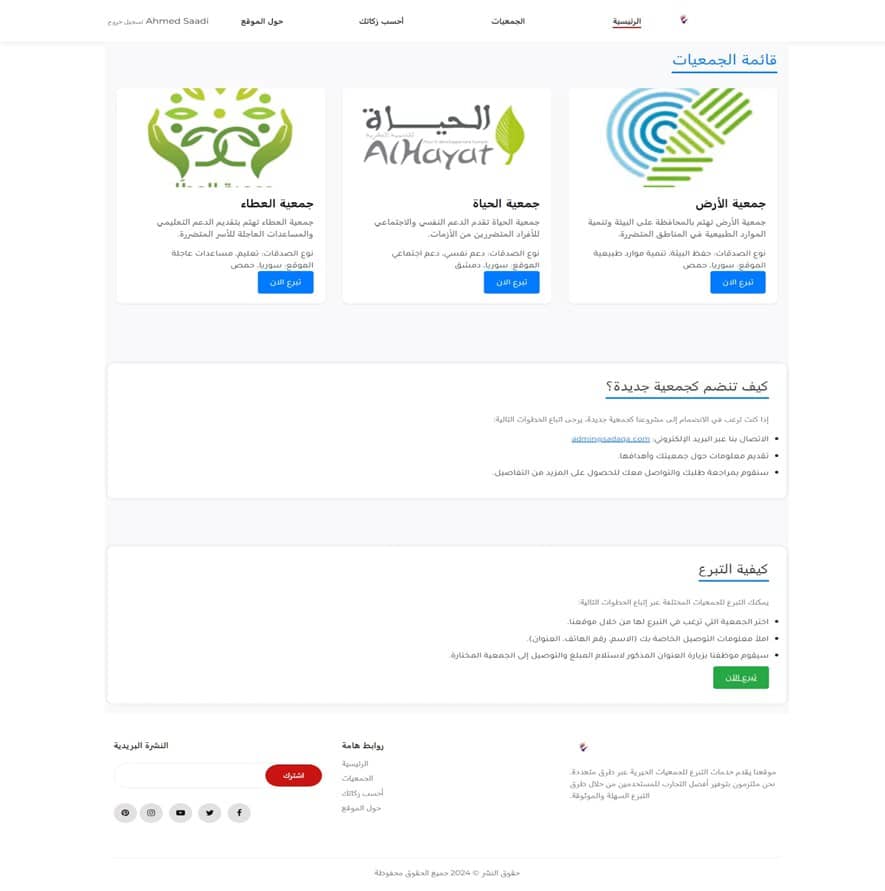 الرئيسية
الجمعيات
أحسب زكاتك
حول الموقع
Ahmed Saadi تسجيل خروج
قائمة الجمعيات
الحياة
AlHayat
جمعية الأرض
جمعية الأرض تهتم بالمحافظة على البيئة وتنمية
الموارد الطبيعية في المناطق المتضررة.
نوع الصدقات: حفظ البيئة, تنمية موارد طبيعية
الموقع: سوريا, حمص
تبرع الان
جمعية الحياة
جمعية الحياة تقدم الدعم النفسي والاجتماعي
للأفراد المتضررين من الأزمات.
نوع الصدقات: دعم نفسي, دعم اجتماعي
الموقع: سوريا, دمشق
تبرع الان
جمعية العطاء
جمعية العطاء تهتم بتقديم الدعم التعليمي
والمساعدات العاجلة للأسر المتضررة.
نوع الصدقات: تعليم, مساعدات عاجلة
الموقع: سوريا, حمص
تبرع الان
كيف تنضم كجمعية جديدة؟
إذا كنت ترغب في الانضمام إلى مشروعنا كجمعية جديدة، يرجى اتباع الخطوات التالية:
الاتصال بنا عبر البريد الإلكتروني: admin@sadaqa.com
تقديم معلومات حول جمعيتك وأهدافها.
سنقوم بمراجعة طلبك والتواصل معك للحصول على المزيد من التفاصيل.
كيفية التبرع
يمكنك التبرع للجمعيات المختلفة عبر إتباع الخطوات التالية:
اختر الجمعية التي ترغب في التبرع لها من خلال موقعنا.
املأ معلومات التوصيل الخاصة بك (الاسم, رقم الهاتف, العنوان).
سيقوم موظفنا بزيارة العنوان المذكور لاستلام المبلغ والتوصيل إلى الجمعية المختارة.
تبرع الآن
موقعنا يقدم خدمات التبرع للجمعيات الخيرية عبر طرق متعددة.
نحن ملتزمون بتوفير أفضل التجارب للمستخدمين من خلال طرق
التبرع السهلة والموثوقة.
روابط هامة
الرئيسية
الجمعيات
أحسب زكاتك
حول الموقع
النشرة البريدية
اشترك
حقوق النشر © 2024 جميع الحقوق محفوظة